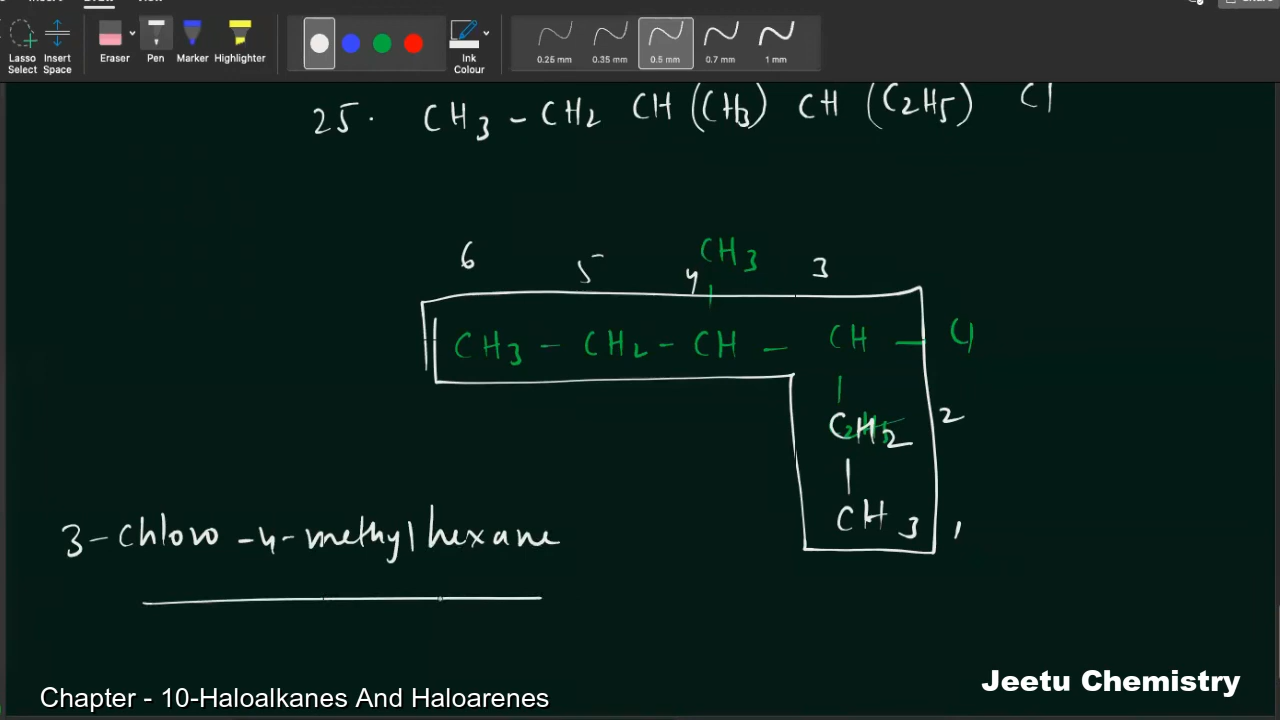 Lasso Select
Insert Space
Eraser
Pen
Marker
Highlighter
Ink Colour
0.25 mm
0.35 mm
0.5 mm
0.7 mm
1 mm
25. CH3 - CH2 CH (CH3) CH (C2H5) Cl
CH3
6 5 4 3
CH3 - CH2 - CH - CH - Cl
CH2 2
CH3 1
3-chloro-4-methylhexane
Chapter - 10-Haloalkanes And Haloarenes
Jeetu Chemistry